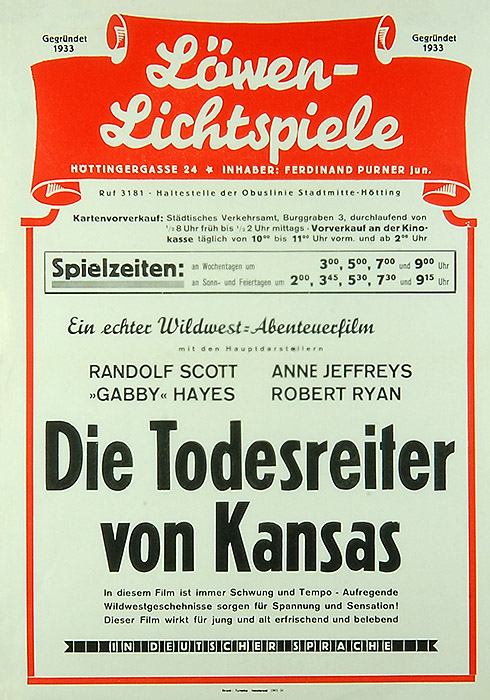 Gegründet
1933
Gegründet
1933
Löwen-
Lichtspiele
HÖTTINGERGASSE 24 ★ INHABER: FERDINAND PURNER jun.
Ruf 3181 - Haltestelle der Obuslinie Stadtmitte-Hötting
Kartenvorverkauf: Städtisches Verkehrsamt, Burggraben 3, durchlaufend von
½8 Uhr früh bis ½2 Uhr mittags - Vorverkauf an der Kino-
kasse täglich von 10⁰⁰ bis 11⁰⁰ Uhr vorm. und ab 2⁰⁰ Uhr
Spielzeiten:
an Wochentagen um 3⁰⁰, 5⁰⁰, 7⁰⁰ und 9⁰⁰ Uhr
an Sonn- und Feiertagen um 2⁰⁰, 3⁴⁵, 5³⁰, 7³⁰ und 9¹⁵ Uhr
Ein echter Wildwest-Abenteuerfilm
mit den Hauptdarstellern
RANDOLF SCOTT ANNE JEFFREYS
»GABBY« HAYES ROBERT RYAN
Die Todesreiter
von Kansas
In diesem Film ist immer Schwung und Tempo - Aufregende
Wildwestgeschehnisse sorgen für Spannung und Sensation!
Dieser Film wirkt für jung und alt erfrischend und belebend
IN DEUTSCHER SPRACHE